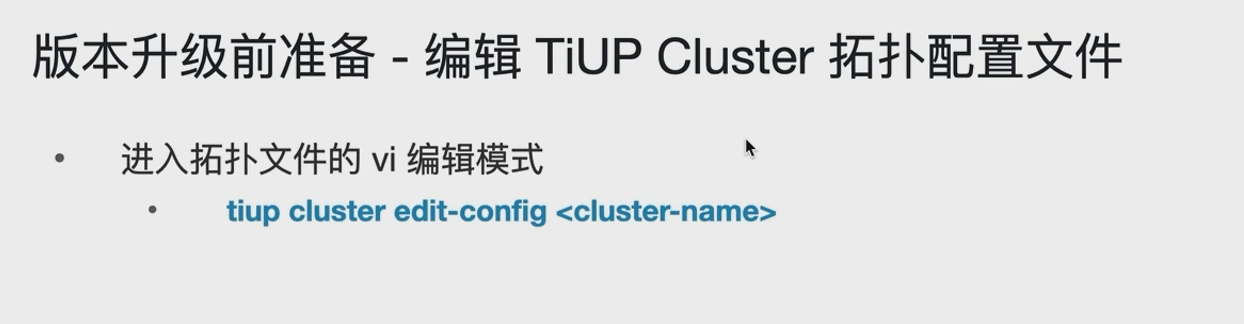 版本升级前准备 - 编辑 TiUP Cluster 拓扑配置文件
• 进入拓扑文件的 vi 编辑模式
• tiup cluster edit-config <cluster-name>